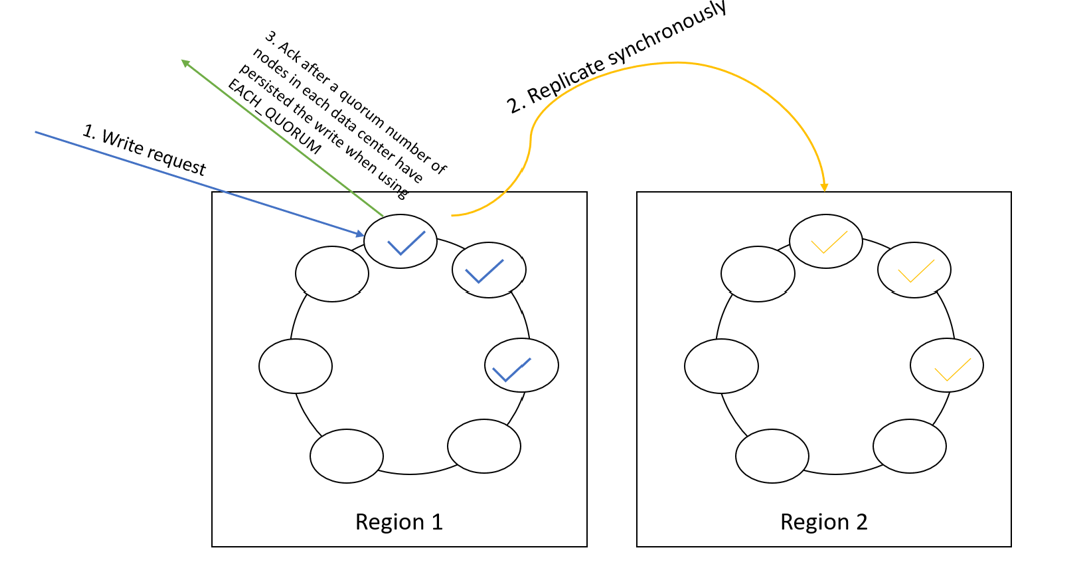 1. Write request
2. Replicate synchronously
3. Ack after a quorum number of
nodes in each data center have
persisted the write when using
EACH_QUORUM
Region 1
Region 2